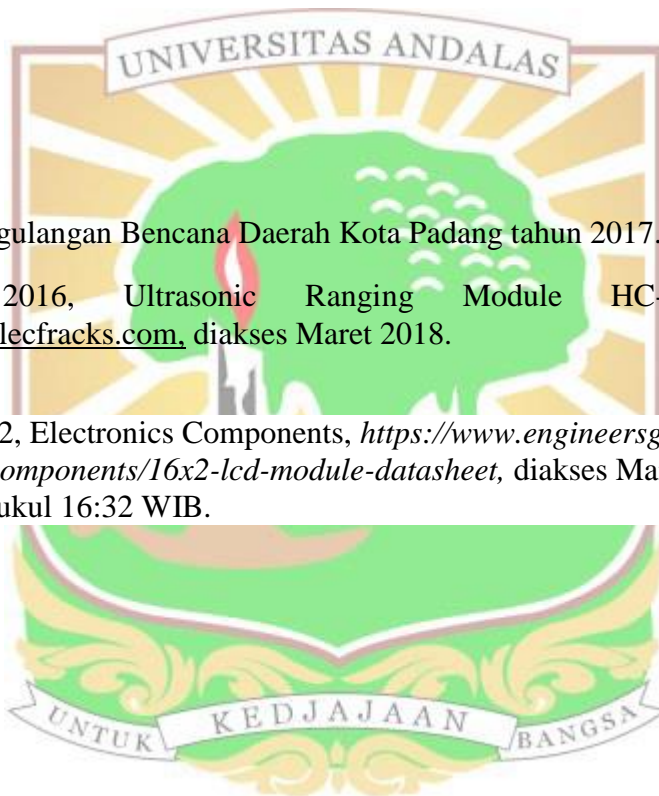 UNIVERSITAS ANDALAS
gulangan Bencana Daerah Kota Padang tahun 2017.
2016, Ultrasonic Ranging Module HC-
lecfracks.com, diakses Maret 2018.
2, Electronics Components, https://www.engineersg
omponents/16x2-lcd-module-datasheet, diakses Ma
ukul 16:32 WIB.
UNTUK KEDJAJAAN BANGSA